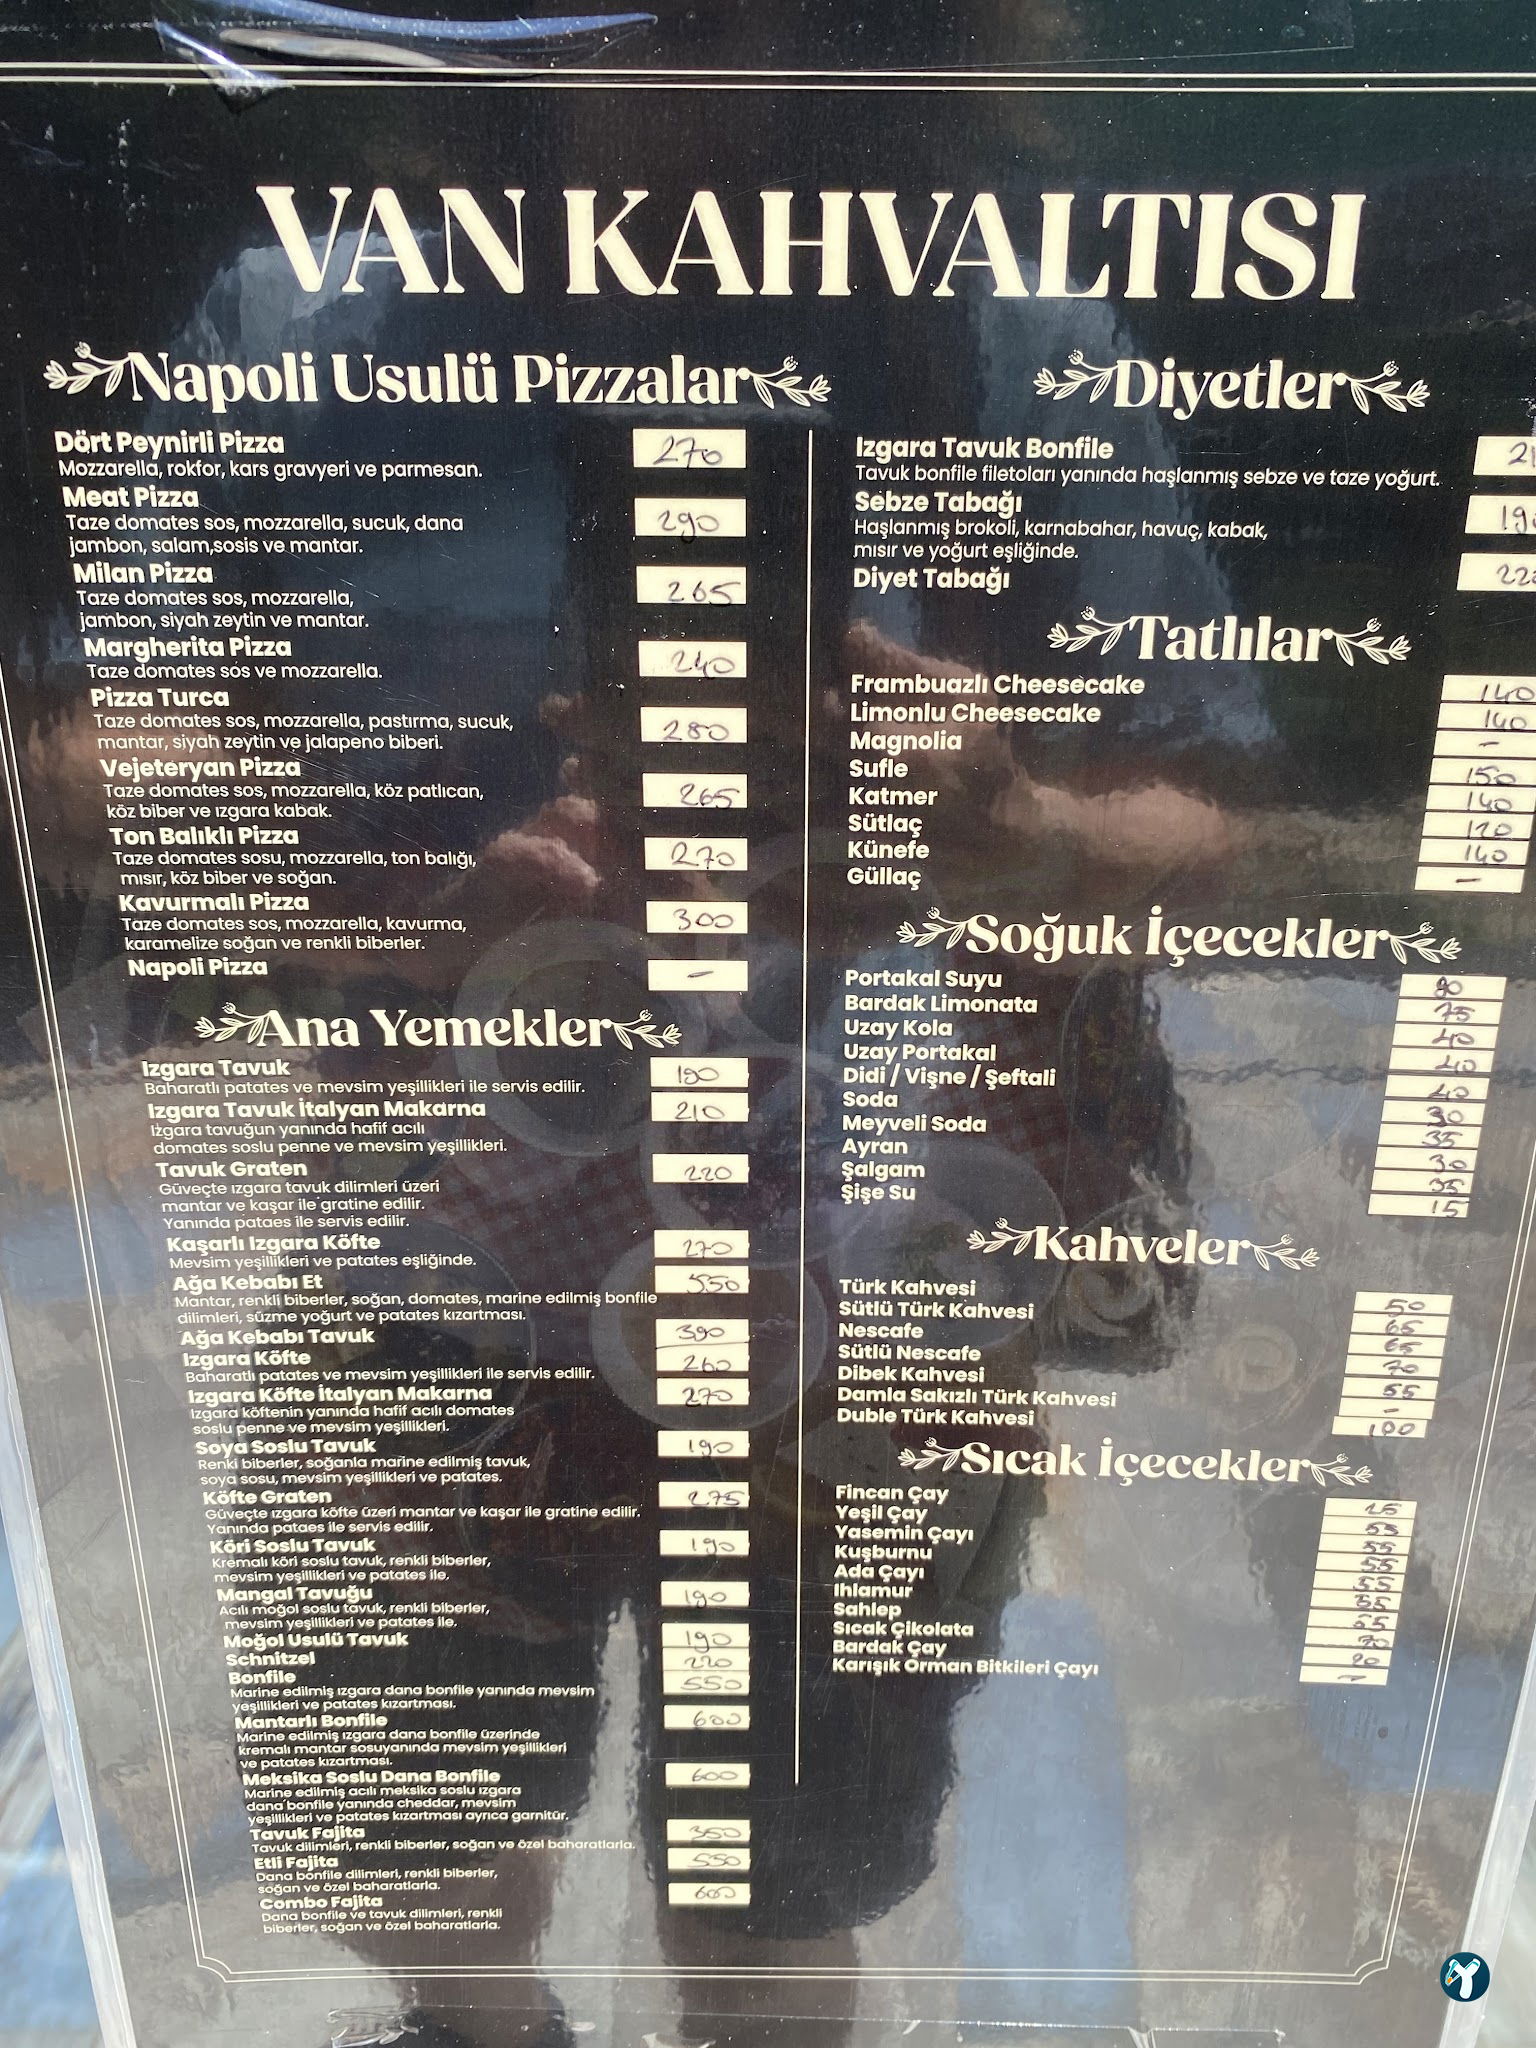 VAN KAHVALTISI
Napoli Usulü Pizzalar
Dört Peynirli Pizza 270
Mozzarella, rokfor, kars gravyeri ve parmesan.
Meat Pizza 290
Taze domates sos, mozzarella, sucuk, dana
jambon, salam,sosis ve mantar.
Milan Pizza 265
Taze domates sos, mozzarella,
jambon, siyah zeytin ve mantar.
Margherita Pizza 240
Taze domates sos ve mozzarella.
Pizza Turca 280
Taze domates sos, mozzarella, pastırma, sucuk,
mantar, siyah zeytin ve jalapeno biberi.
Vejeteryan Pizza 265
Taze domates sos, mozzarella, köz patlıcan,
köz biber ve ızgara kabak.
Ton Balıklı Pizza 270
Taze domates sosu, mozzarella, ton balığı,
mısır, köz biber ve soğan.
Kavurmalı Pizza 300
Taze domates sos, mozzarella, kavurma,
karamelize soğan ve renkli biberler.
Napoli Pizza -
Ana Yemekler
Izgara Tavuk 190
Baharatlı patates ve mevsim yeşillikleri ile servis edilir.
Izgara Tavuk İtalyan Makarna 210
Izgara tavuğun yanında hafif acılı
domates soslu penne ve mevsim yeşillikleri.
Tavuk Graten 220
Güveçte ızgara tavuk dilimleri üzeri
mantar ve kaşar ile gratine edilir.
Yanında pataes ile servis edilir.
Kaşarlı Izgara Köfte 270
Mevsim yeşillikleri ve patates eşliğinde.
Ağa Kebabı Et 550
Mantar, renkli biberler, soğan, domates, marine edilmiş bonfile
dilimleri, süzme yoğurt ve patates kızartması.
Ağa Kebabı Tavuk 390
Izgara Köfte 260
Baharatlı patates ve mevsim yeşillikleri ile servis edilir.
Izgara Köfte İtalyan Makarna 270
Izgara köftenin yanında hafif acılı domates
soslu penne ve mevsim yeşillikleri.
Soya Soslu Tavuk 190
Renki biberler, soğanla marine edilmiş tavuk,
soya sosu, mevsim yeşillikleri ve patates.
Köfte Graten 275
Güveçte ızgara köfte üzeri mantar ve kaşar ile gratine edilir.
Yanında pataes ile servis edilir.
Köri Soslu Tavuk 190
Kremalı köri soslu tavuk, renkli biberler,
mevsim yeşillikleri ve patates ile.
Mangal Tavuğu 190
Acılı moğol soslu tavuk, renkli biberler,
mevsim yeşillikleri ve patates ile.
Moğol Usulü Tavuk 190
Schnitzel 220
Bonfile 550
Marine edilmiş ızgara dana bonfile yanında mevsim
yeşillikleri ve patates kızartması.
Mantarlı Bonfile 600
Marine edilmiş ızgara dana bonfile üzerinde
kremalı mantar sosuyanında mevsim yeşillikleri
ve patates kızartması.
Meksika Soslu Dana Bonfile 600
Marine edilmiş acılı meksika soslu ızgara
dana bonfile yanında cheddar, mevsim
yeşillikleri ve patates kızartması ayrıca garnitür.
Tavuk Fajita
Tavuk dilimleri, renkli biberler, soğan ve özel baharatlarla.
Etli Fajita 550
Dana bonfile dilimleri, renkli biberler,
soğan ve özel baharatlarla.
Combo Fajita 600
Dana bonfile ve tavuk dilimleri, renkli
biberler, soğan ve özel baharatlarla.
Diyetler
Izgara Tavuk Bonfile
Tavuk bonfile filetoları yanında haşlanmış sebze ve taze yoğurt.
Sebze Tabağı
Haşlanmış brokoli, karnabahar, havuç, kabak,
mısır ve yoğurt eşliğinde.
Diyet Tabağı
Tatlılar
Frambuazlı Cheesecake 140
Limonlu Cheesecake 140
Magnolia -
Sufle 150
Katmer 140
Sütlaç 120
Künefe 140
Güllaç -
Soğuk İçecekler
Portakal Suyu
Bardak Limonata 75
Uzay Kola 40
Uzay Portakal 40
Didi / Vişne / Şeftali 40
Soda 30
Meyveli Soda 35
Ayran 30
Şalgam 35
Şişe Su 15
Kahveler
Türk Kahvesi 50
Sütlü Türk Kahvesi 65
Nescafe 65
Sütlü Nescafe 70
Dibek Kahvesi 55
Damla Sakızlı Türk Kahvesi -
Duble Türk Kahvesi 100
Sıcak İçecekler
Fincan Çay
Yeşil Çay 55
Yasemin Çayı 55
Kuşburnu 55
Ada Çayı 55
Ihlamur 55
Sahlep 55
Sıcak Çikolata 70
Bardak Çay 20
Karışık Orman Bitkileri Çayı -